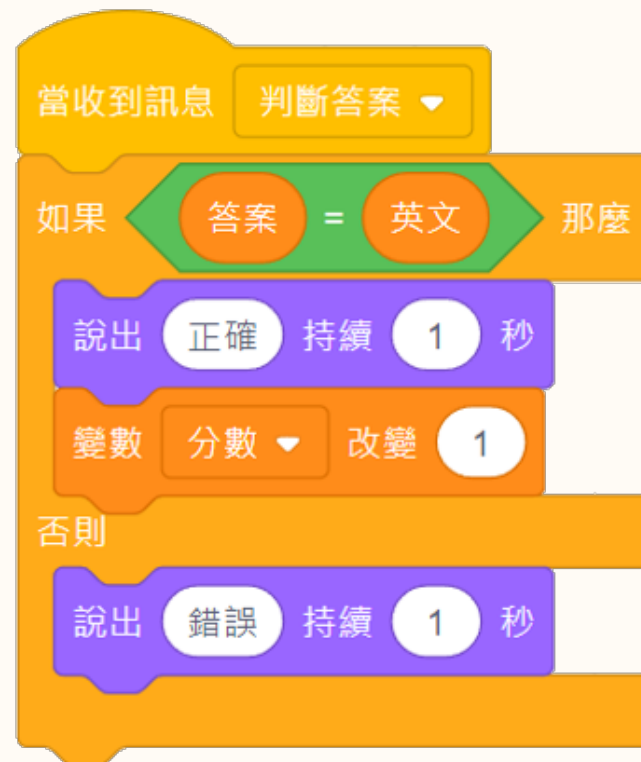 當收到訊息 判斷答案
如果 答案 = 英文 那麼
說出 正確 持續 1 秒
變數 分數 改變 1
否則
說出 錯誤 持續 1 秒